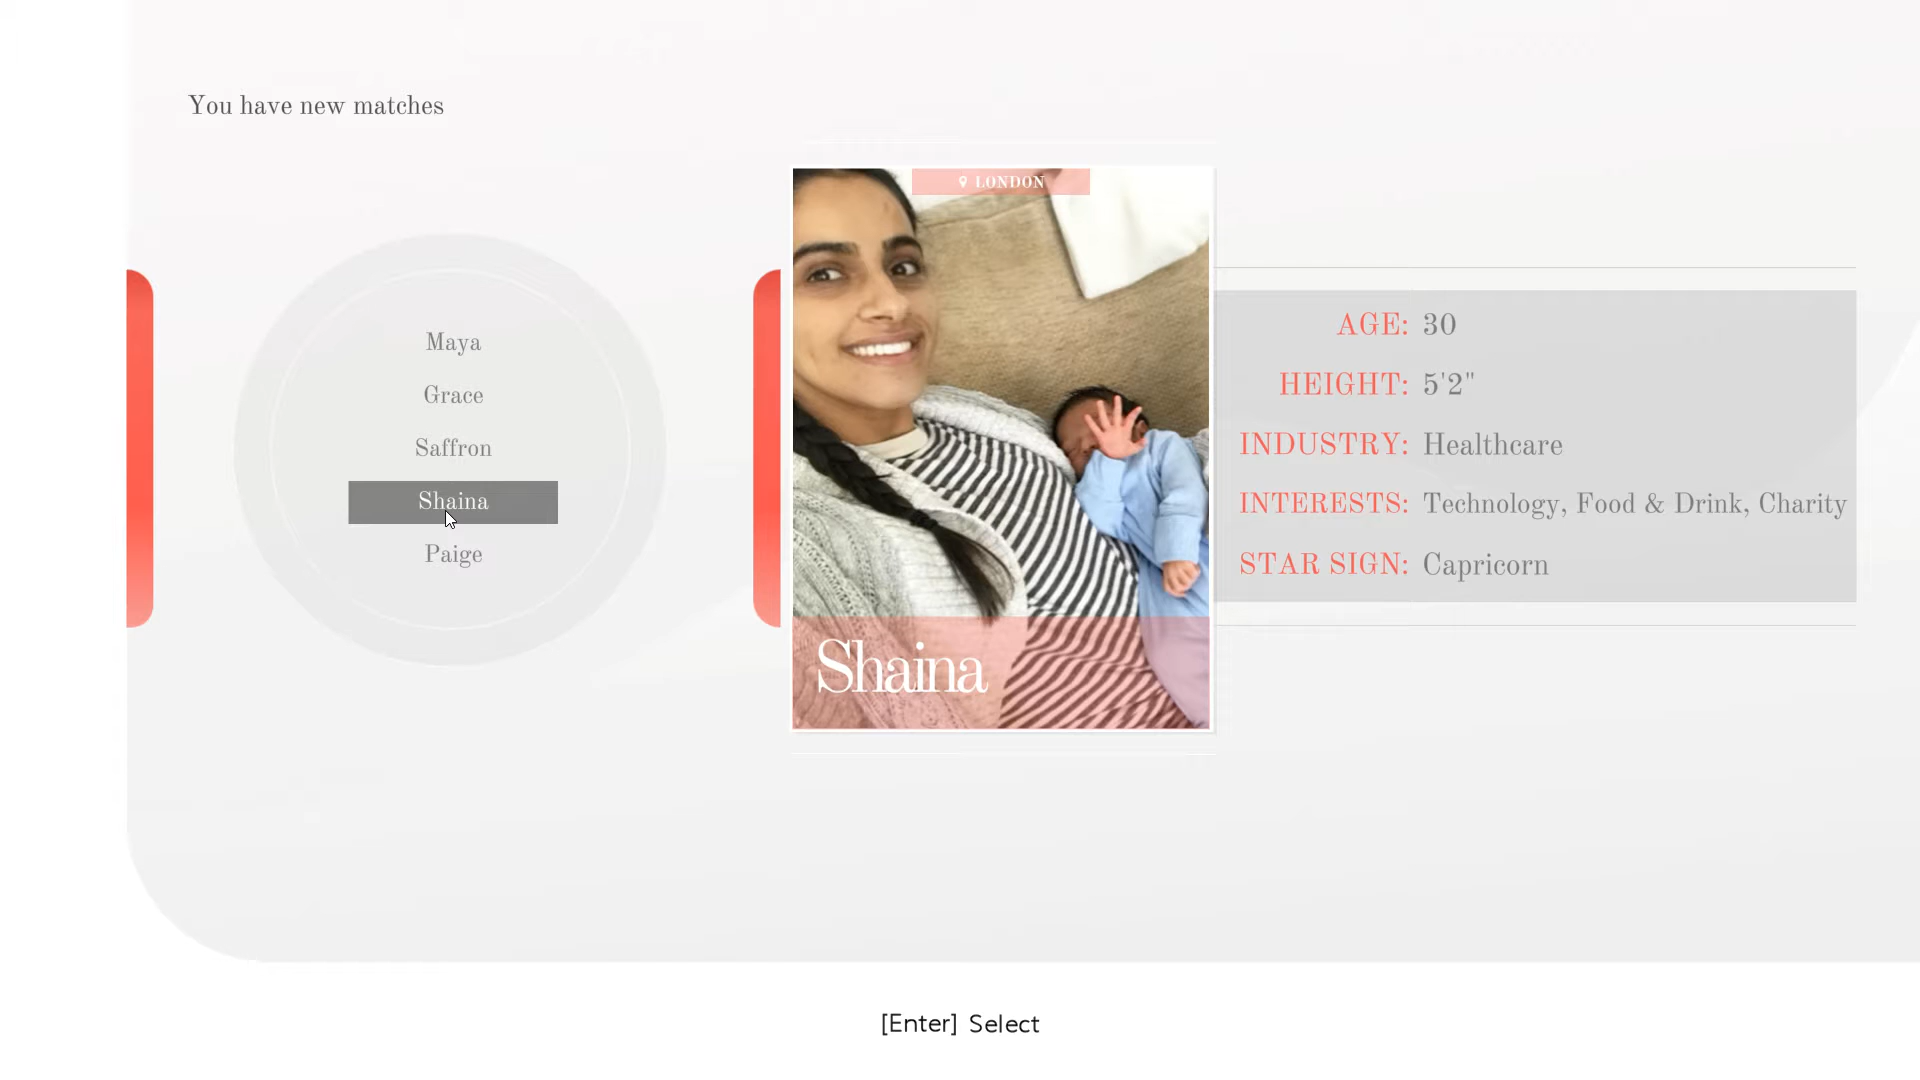 You have new matches
Maya
Grace
Saffron
Shaina
Paige
LONDON
Shaina
AGE: 30
HEIGHT: 5'2"
INDUSTRY: Healthcare
INTERESTS: Technology, Food & Drink, Charity
STAR SIGN: Capricorn
[Enter] Select